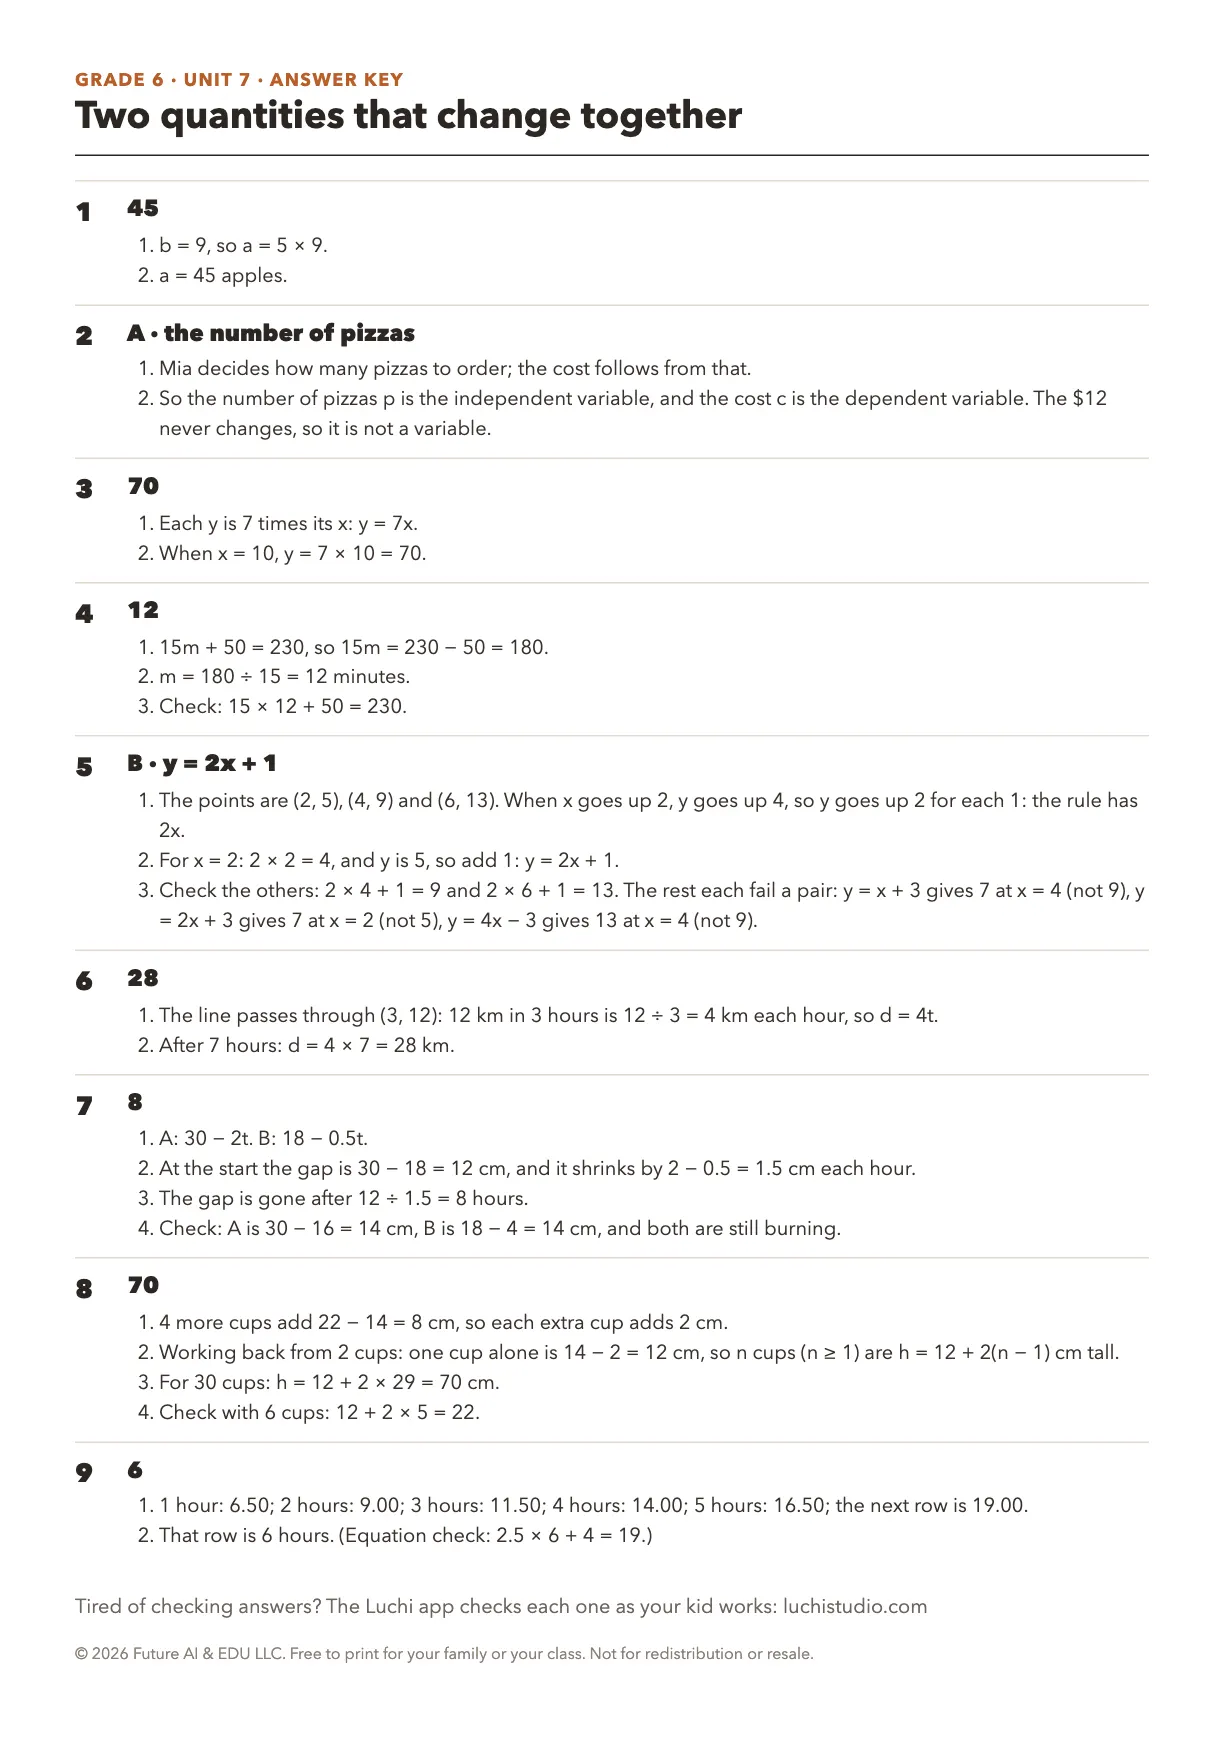 GRADE 6 · UNIT 7 · ANSWER KEY
Two quantities that change together
1 45
1. b = 9, so a = 5 × 9.
2. a = 45 apples.
2 A · the number of pizzas
1. Mia decides how many pizzas to order; the cost follows from that.
2. So the number of pizzas p is the independent variable, and the cost c is the dependent variable. The $12
never changes, so it is not a variable.
3 70
1. Each y is 7 times its x: y = 7x.
2. When x = 10, y = 7 × 10 = 70.
4 12
1. 15m + 50 = 230, so 15m = 230 − 50 = 180.
2. m = 180 ÷ 15 = 12 minutes.
3. Check: 15 × 12 + 50 = 230.
5 B · y = 2x + 1
1. The points are (2, 5), (4, 9) and (6, 13). When x goes up 2, y goes up 4, so y goes up 2 for each 1: the rule has
2x.
2. For x = 2: 2 × 2 = 4, and y is 5, so add 1: y = 2x + 1.
3. Check the others: 2 × 4 + 1 = 9 and 2 × 6 + 1 = 13. The rest each fail a pair: y = x + 3 gives 7 at x = 4 (not 9), y
= 2x + 3 gives 7 at x = 2 (not 5), y = 4x − 3 gives 13 at x = 4 (not 9).
6 28
1. The line passes through (3, 12): 12 km in 3 hours is 12 ÷ 3 = 4 km each hour, so d = 4t.
2. After 7 hours: d = 4 × 7 = 28 km.
7 8
1. A: 30 − 2t. B: 18 − 0.5t.
2. At the start the gap is 30 − 18 = 12 cm, and it shrinks by 2 − 0.5 = 1.5 cm each hour.
3. The gap is gone after 12 ÷ 1.5 = 8 hours.
4. Check: A is 30 − 16 = 14 cm, B is 18 − 4 = 14 cm, and both are still burning.
8 70
1. 4 more cups add 22 − 14 = 8 cm, so each extra cup adds 2 cm.
2. Working back from 2 cups: one cup alone is 14 − 2 = 12 cm, so n cups (n ≥ 1) are h = 12 + 2(n − 1) cm tall.
3. For 30 cups: h = 12 + 2 × 29 = 70 cm.
4. Check with 6 cups: 12 + 2 × 5 = 22.
9 6
1. 1 hour: 6.50; 2 hours: 9.00; 3 hours: 11.50; 4 hours: 14.00; 5 hours: 16.50; the next row is 19.00.
2. That row is 6 hours. (Equation check: 2.5 × 6 + 4 = 19.)
Tired of checking answers? The Luchi app checks each one as your kid works: luchistudio.com
© 2026 Future AI & EDU LLC. Free to print for your family or your class. Not for redistribution or resale.